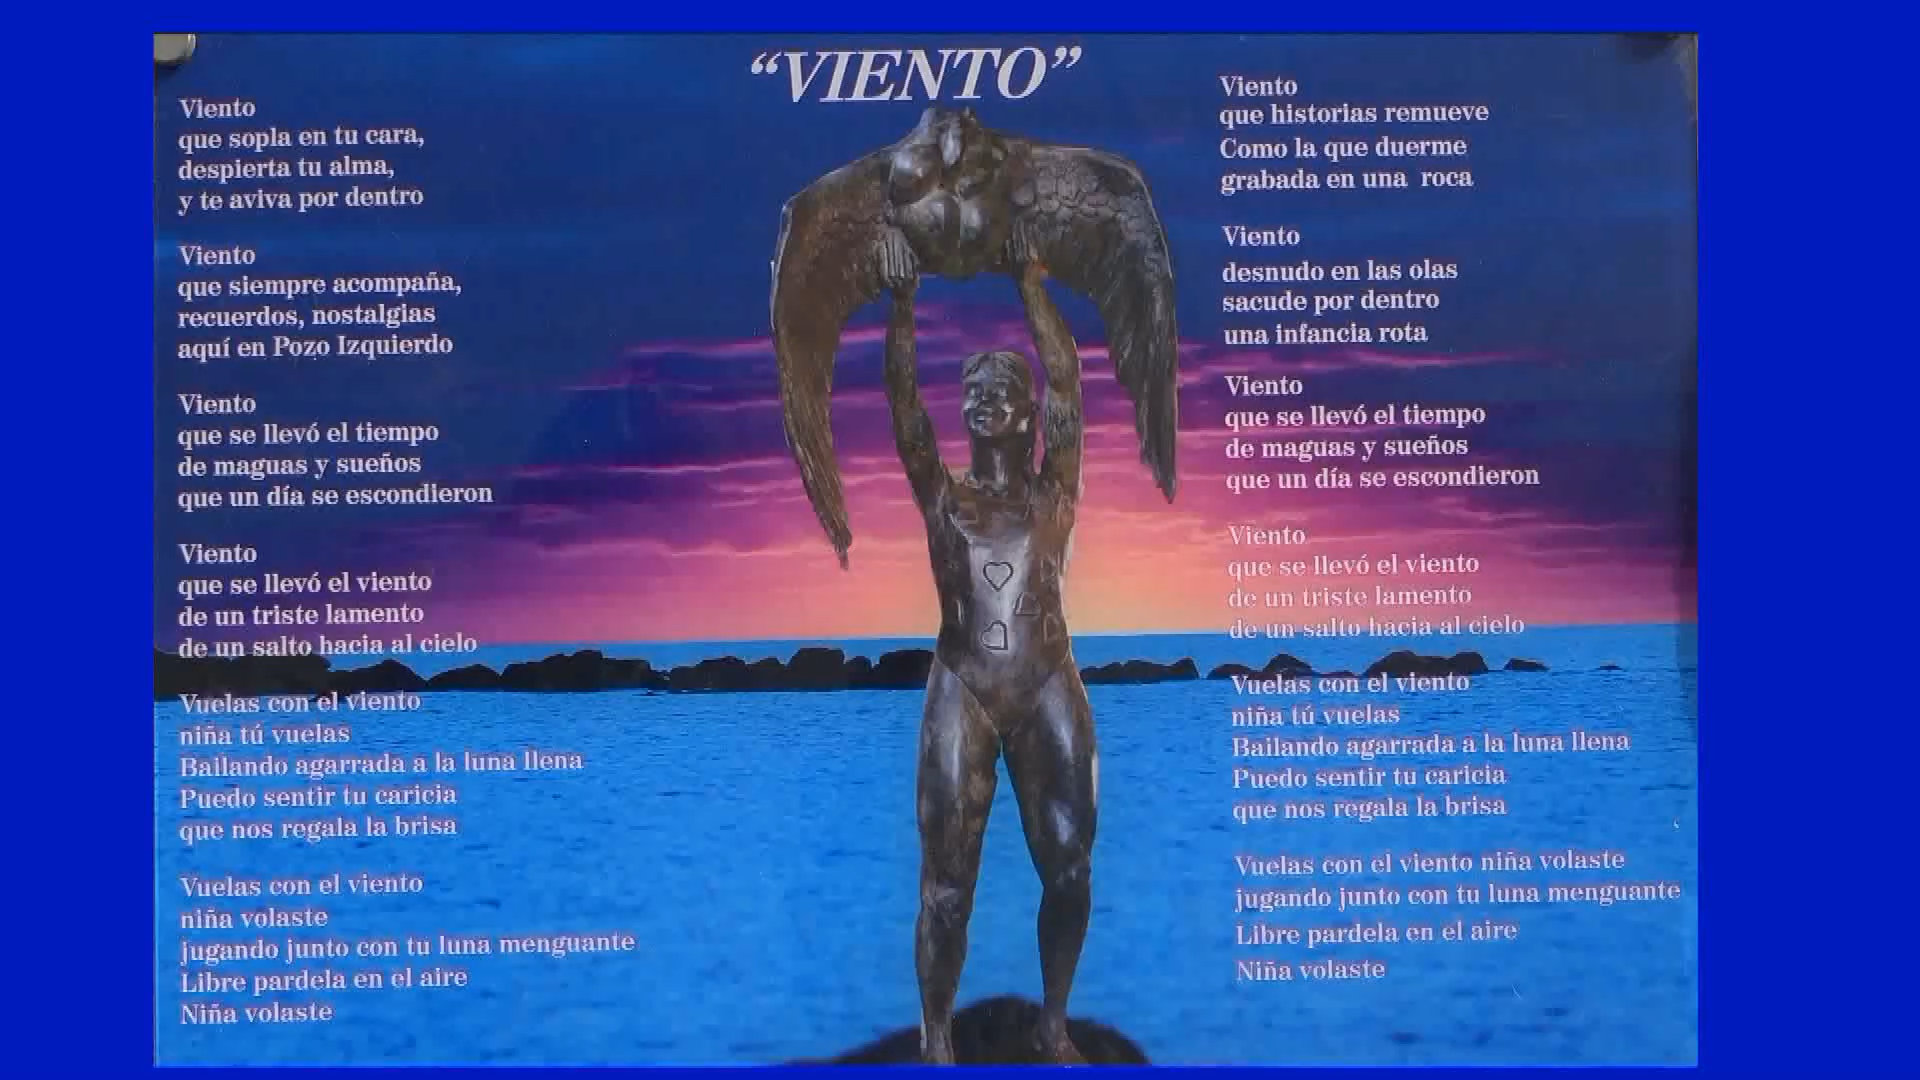 “VIENTO”
Viento
que sopla en tu cara,
despierta tu alma,
y te aviva por dentro
Viento
que siempre acompaña,
recuerdos, nostalgias
aquí en Pozo Izquierdo
Viento
que se llevó el tiempo
de maguas y sueños
que un día se escondieron
Viento
que se llevó el viento
de un triste lamento
de un salto hacia al cielo
Vuelas con el viento
niña tú vuelas
Bailando agarrada a la luna llena
Puedo sentir tu caricia
que nos regala la brisa
Vuelas con el viento
niña volaste
jugando junto con tu luna menguante
Libre pardela en el aire
Niña volaste
Viento
que historias remueve
Como la que duerme
grabada en una roca
Viento
desnudo en las olas
sacude por dentro
una infancia rota
Viento
que se llevó el tiempo
de maguas y sueños
que un día se escondieron
Viento
que se llevó el viento
de un triste lamento
de un salto hacia al cielo
Vuelas con el viento
niña tú vuelas
Bailando agarrada a la luna llena
Puedo sentir tu caricia
que nos regala la brisa
Vuelas con el viento niña volaste
jugando junto con tu luna menguante
Libre pardela en el aire
Niña volaste